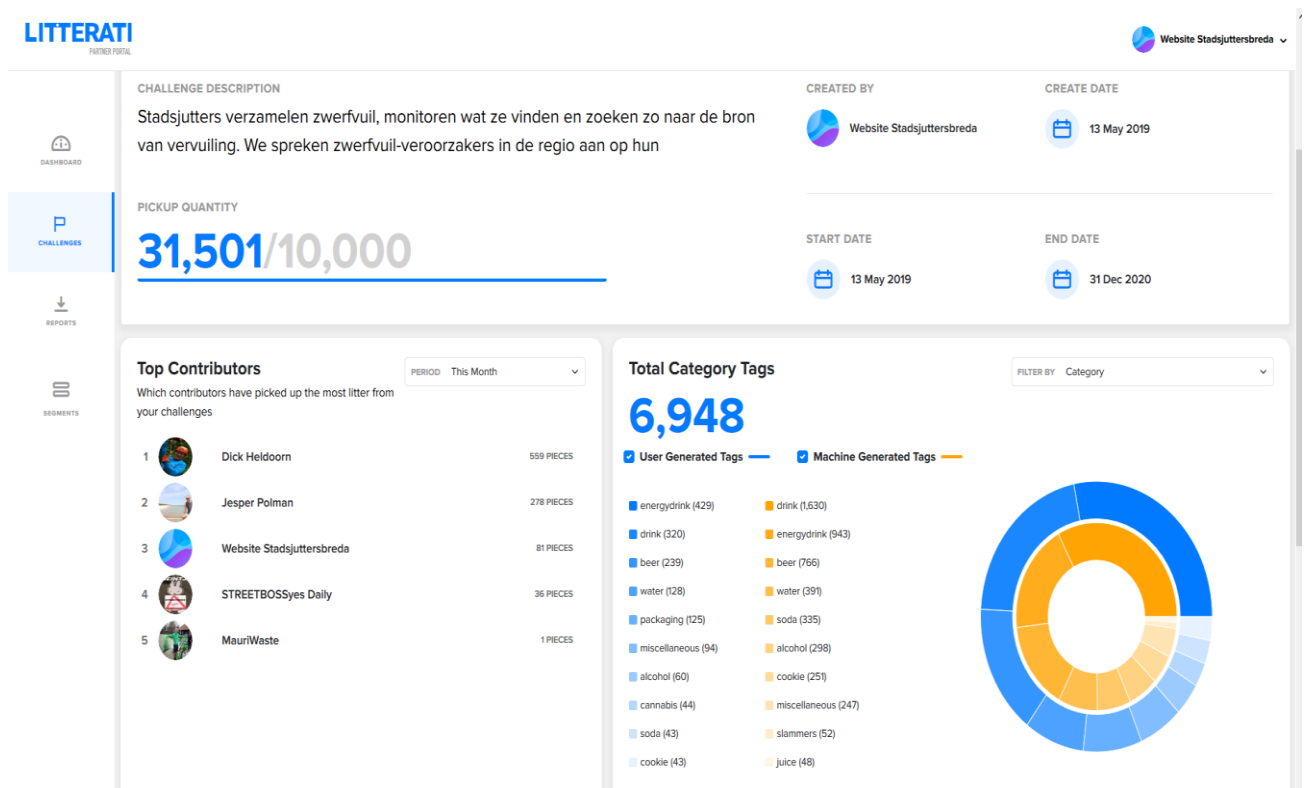 LITTERATI
PARTNER PORTAL
Website Stadsjuttersbreda
DASHBOARD
CHALLENGES
REPORTS
SEGMENTS
CHALLENGE DESCRIPTION
Stadsjutters verzamelen zwerfvuil, monitoren wat ze vinden en zoeken zo naar de bron
van vervuiling. We spreken zwerfvuil-veroorzakers in de regio aan op hun
CREATED BY
Website Stadsjuttersbreda
CREATE DATE
13 May 2019
PICKUP QUANTITY
31,501/10,000
START DATE
13 May 2019
END DATE
31 Dec 2020
Top Contributors
PERIOD This Month
Which contributors have picked up the most litter from
your challenges
1 Dick Heldoorn 559 PIECES
2 Jesper Polman 278 PIECES
3 Website Stadsjuttersbreda 81 PIECES
4 STREETBOSSyes Daily 36 PIECES
5 MauriWaste 1 PIECES
Total Category Tags
FILTER BY Category
6,948
User Generated Tags
Machine Generated Tags
energydrink (429)
drink (320)
beer (239)
water (128)
packaging (125)
miscellaneous (94)
alcohol (60)
cannabis (44)
soda (43)
cookie (43)
drink (1,630)
energydrink (943)
beer (766)
water (391)
soda (335)
alcohol (298)
cookie (251)
miscellaneous (247)
slammers (52)
juice (48)